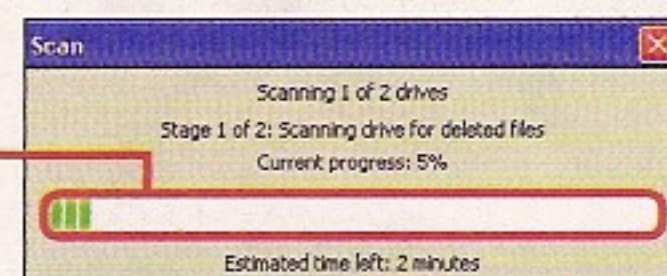 Scan
Scanning 1 of 2 drives
Stage 1 of 2: Scanning drive for deleted files
Current progress: 5%
Estimated time left: 2 minutes